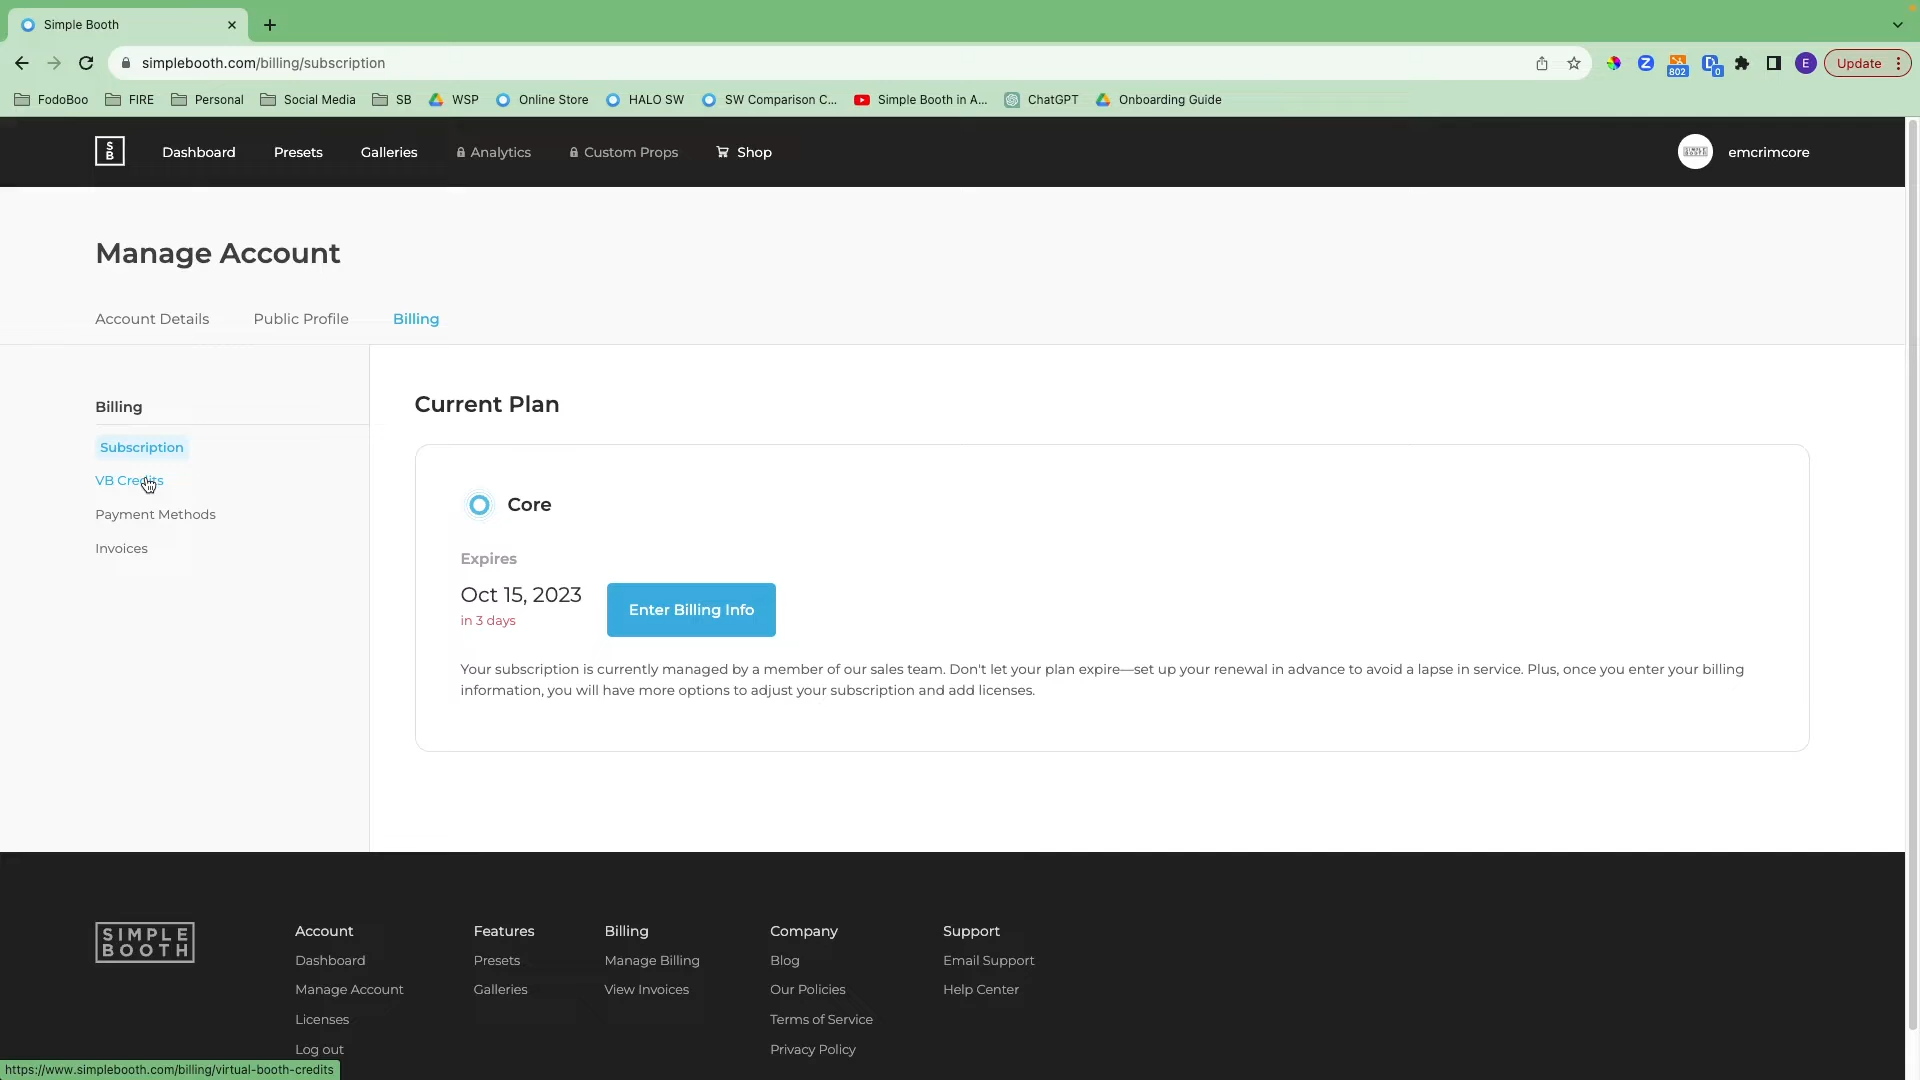 Simple Booth
simplebooth.com/billing/subscription
802
0
E
Update
FodoBoo
FIRE
Personal
Social Media
SB
WSP
Online Store
HALO SW
SW Comparison C...
Simple Booth in A...
ChatGPT
Onboarding Guide
S
B
Dashboard
Presets
Galleries
Analytics
Custom Props
Shop
emcrimcore
Manage Account
Account Details
Public Profile
Billing
Billing
Subscription
VB Credits
Payment Methods
Invoices
Current Plan
Core
Expires
Oct 15, 2023
in 3 days
Enter Billing Info
Your subscription is currently managed by a member of our sales team. Don't let your plan expire—set up your renewal in advance to avoid a lapse in service. Plus, once you enter your billing
information, you will have more options to adjust your subscription and add licenses.
SIMPLE
BOOTH
Account
Dashboard
Manage Account
Licenses
Log out
Features
Presets
Galleries
Billing
Manage Billing
View Invoices
Company
Blog
Our Policies
Terms of Service
Privacy Policy
Support
Email Support
Help Center
https://www.simplebooth.com/billing/virtual-booth-credits